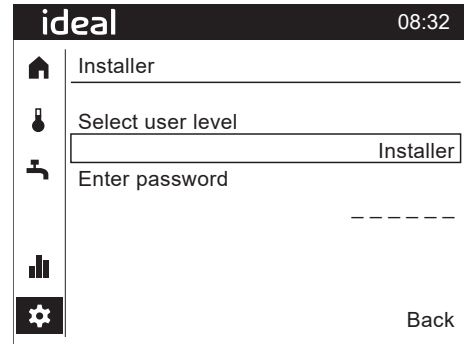 ideal 08:32
Installer
Select user level
Installer
Enter password
_ _ _ _ _ _
Back